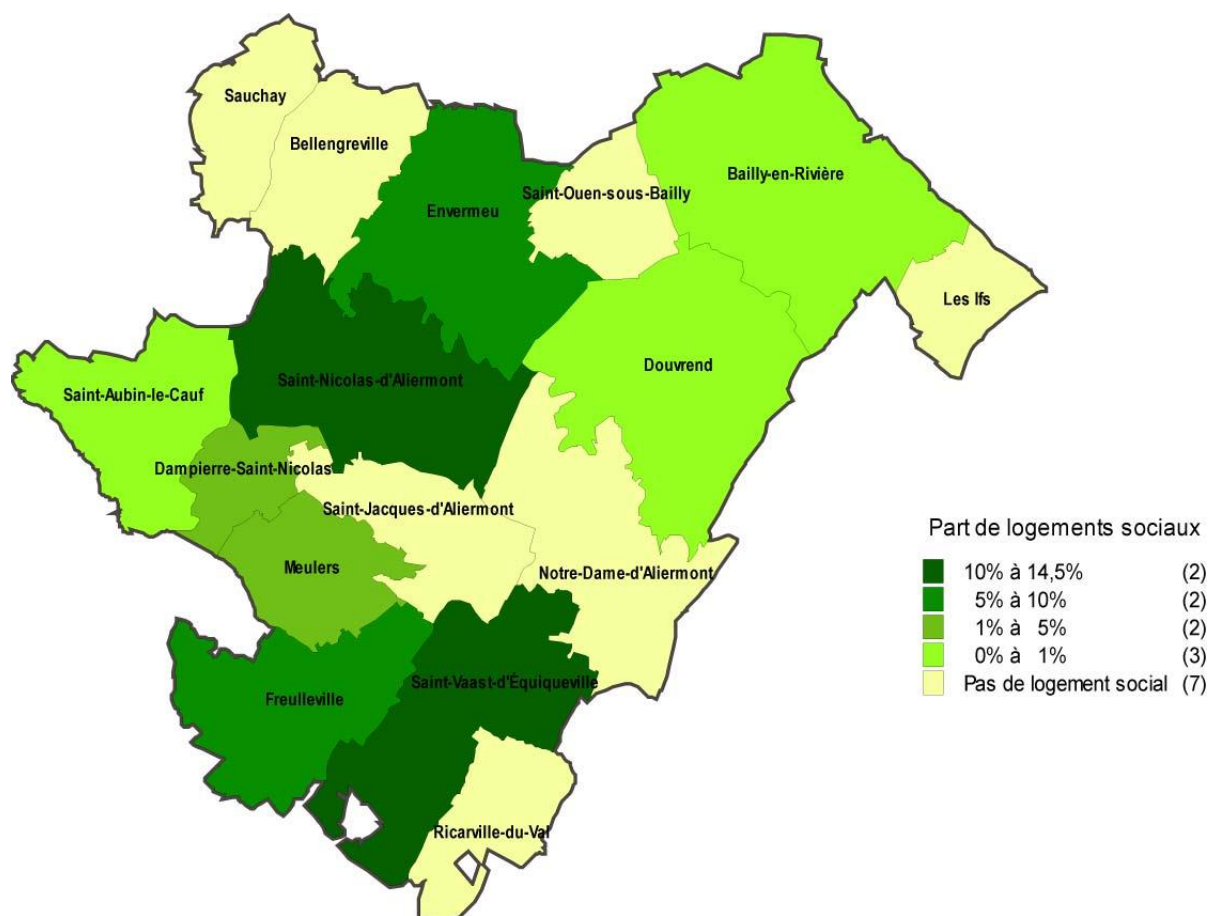 Sauchay
Bellengreville
Bailly-en-Rivière
Saint-Ouen-sous-Bailly
Envermeu
Les Ifs
Douvrend
Saint-Nicolas-d'Aliermont
Saint-Aubin-le-Cauf
Dampierre-Saint-Nicolas
Saint-Jacques-d'Aliermont
Meulers
Notre-Dame-d'Aliermont
Saint-Vaast-d'Équiqueville
Freulleville
Ricarville-du-Val
Part de logements sociaux
10% à 14,5% (2)
5% à 10% (2)
1% à 5% (2)
0% à 1% (3)
Pas de logement social (7)